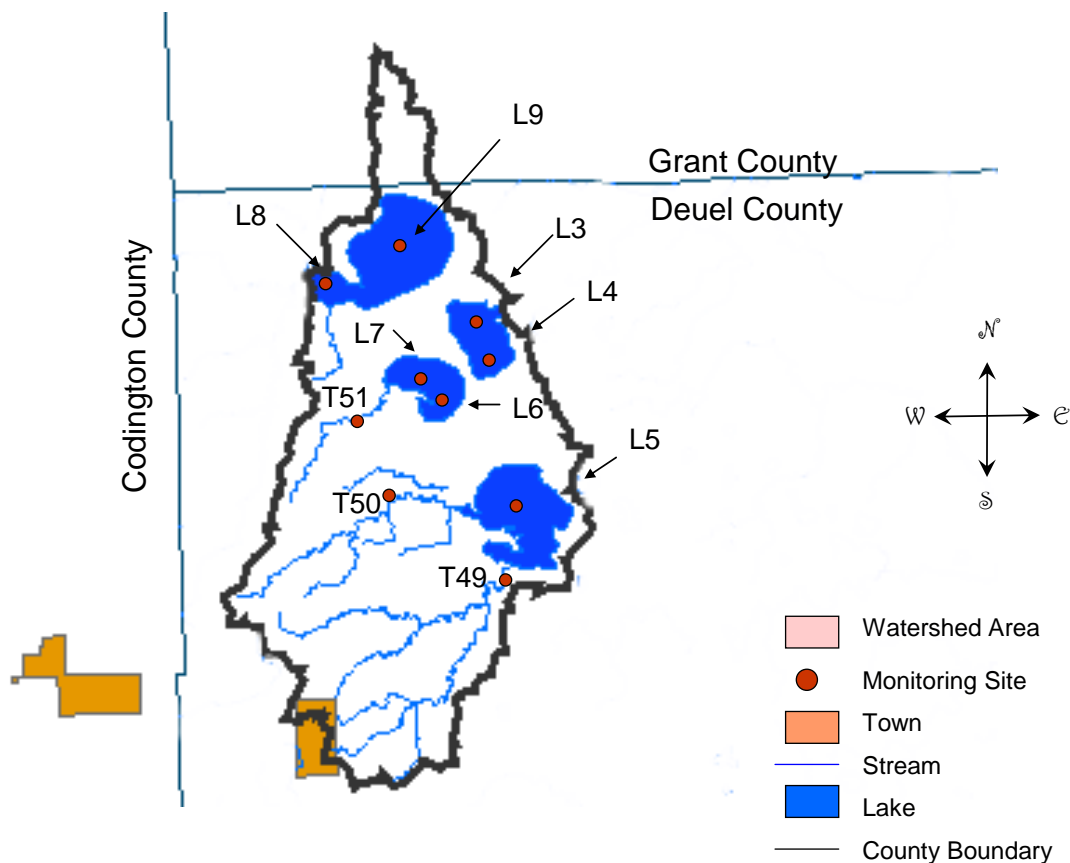 L9
Grant County
Deuel County
L8
L3
L4
Codington County
L7
N
T51
L6
W
E
L5
S
T50
T49
Watershed Area
Monitoring Site
Town
Stream
Lake
County Boundary